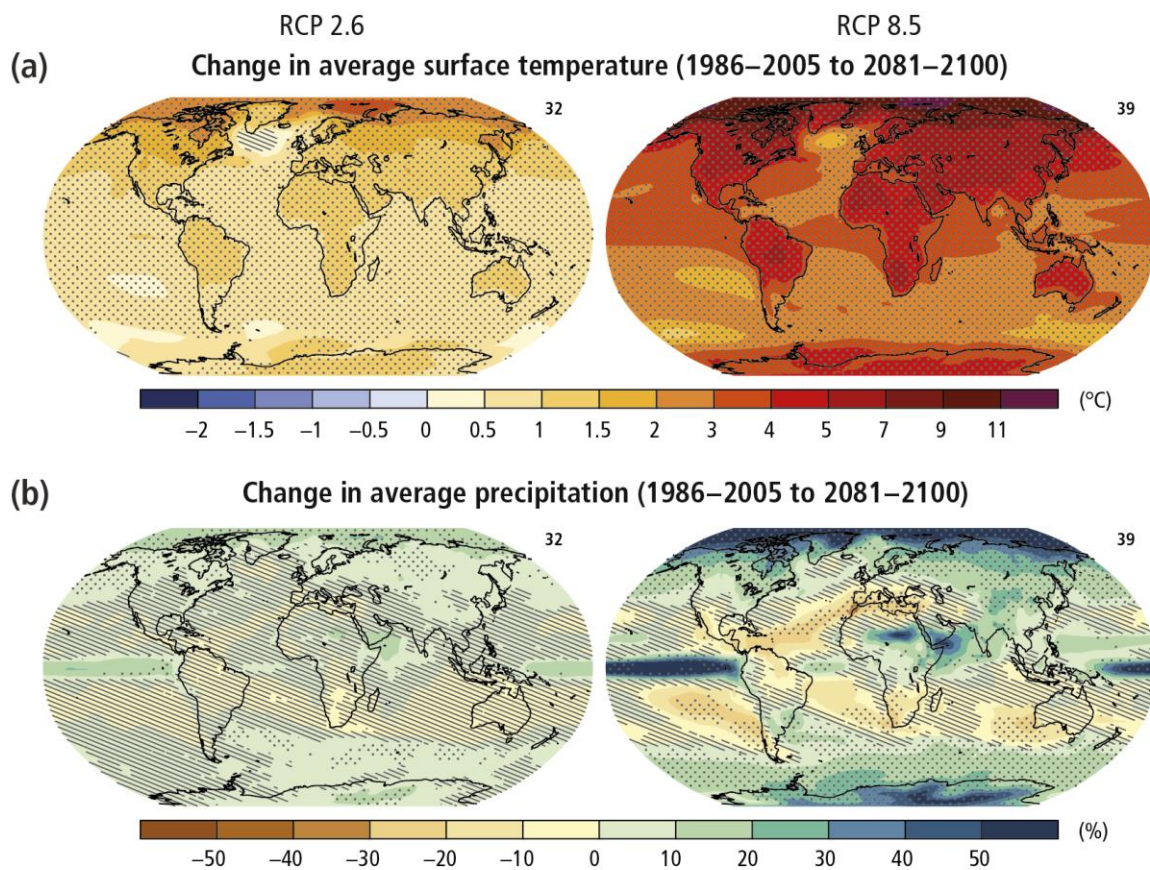 RCP 2.6
RCP 8.5
(a)
Change in average surface temperature (1986–2005 to 2081–2100)
32
39
(°C)
−2 −1.5 −1 −0.5 0 0.5 1 1.5 2 3 4 5 7 9 11
(b)
Change in average precipitation (1986–2005 to 2081–2100)
32
39
(%)
−50 −40 −30 −20 −10 0 10 20 30 40 50